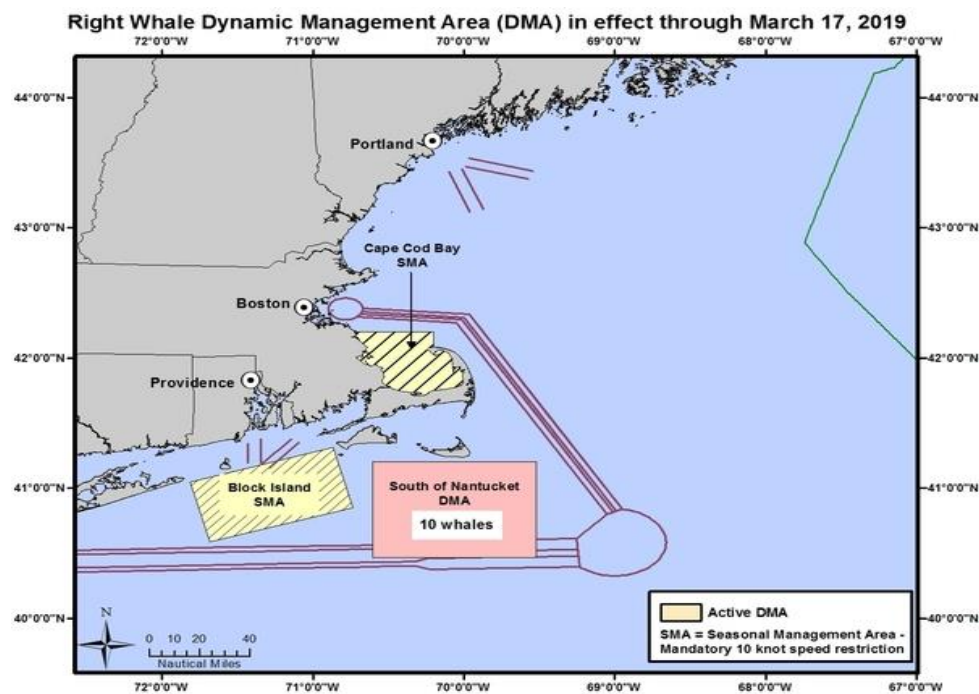 Right Whale Dynamic Management Area (DMA) in effect through March 17, 2019
72°0'0"W 71°0'0"W 70°0'0"W 69°0'0"W 68°0'0"W 67°0'0"W
44°0'0"N 44°0'0"N
Portland
43°0'0"N 43°0'0"N
Cape Cod Bay
SMA
Boston
42°0'0"N 42°0'0"N
Providence
Block Island
SMA
South of Nantucket
DMA
10 whales
41°0'0"N 41°0'0"N
40°0'0"N 40°0'0"N
N
0 5 10 20 40
Nautical Miles
Active DMA
SMA = Seasonal Management Area -
Mandatory 10 knot speed restriction
72°0'0"W 71°0'0"W 70°0'0"W 69°0'0"W 68°0'0"W 67°0'0"W